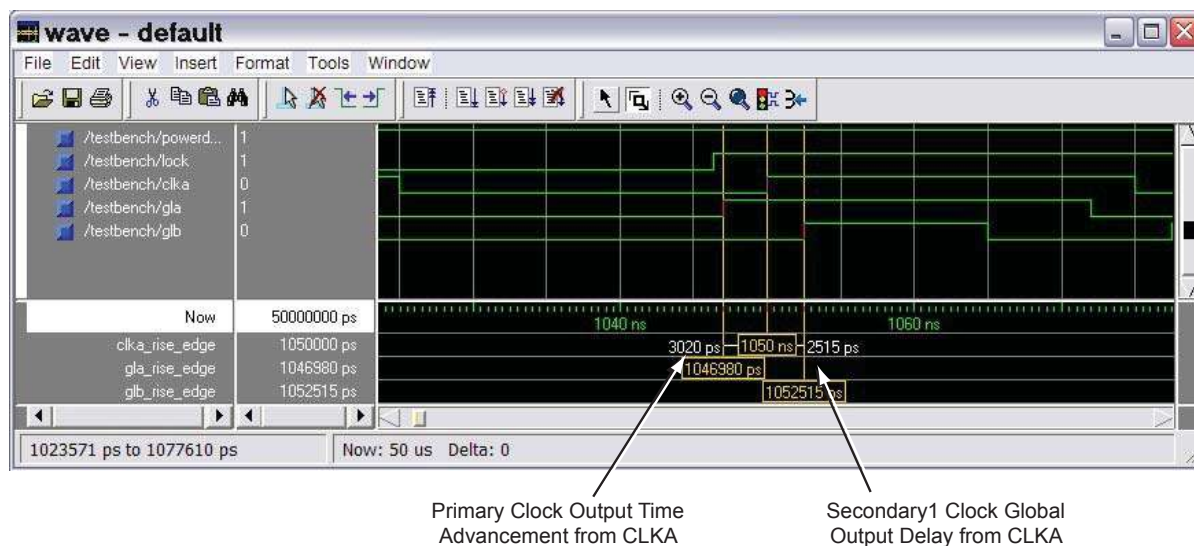 wave - default
File Edit View Insert Format Tools Window
/testbench/powerd... 1
/testbench/lock 1
/testbench/clka 0
/testbench/gla 1
/testbench/glb 0
Now 50000000 ps
1040 ns 1060 ns
clka_rise_edge 1050000 ps
3020 ps 1050 ns 2515 ps
gla_rise_edge 1046980 ps
1046980 ps
glb_rise_edge 1052515 ps
1052515 ps
1023571 ps to 1077610 ps Now: 50 us Delta: 0
Primary Clock Output Time
Advancement from CLKA
Secondary1 Clock Global
Output Delay from CLKA